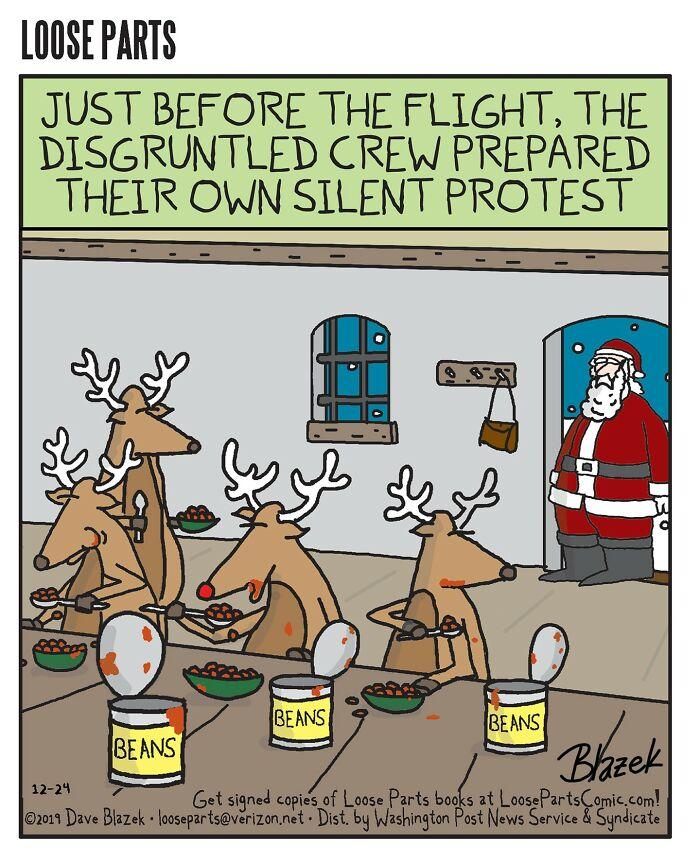 LOOSE PARTS
JUST BEFORE THE FLIGHT, THE
DISGRUNTLED CREW PREPARED
THEIR OWN SILENT PROTEST
BEANS
BEANS
BEANS
Blazek
12-24
Get signed copies of Loose Parts books at LoosePartsComic.com!
©2019 Dave Blazek · looseparts@verizon.net · Dist. by Washington Post News Service & Syndicate